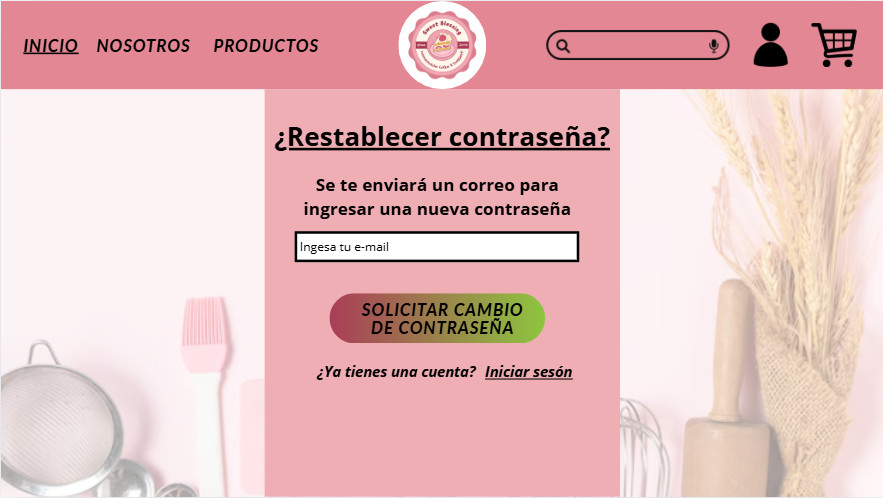 INICIO NOSOTROS PRODUCTOS
Sweet Blessing
¿Restablecer contraseña?
Se te enviará un correo para
ingresar una nueva contraseña
Ingesa tu e-mail
SOLICITAR CAMBIO
DE CONTRASEÑA
¿Ya tienes una cuenta? Iniciar sesón